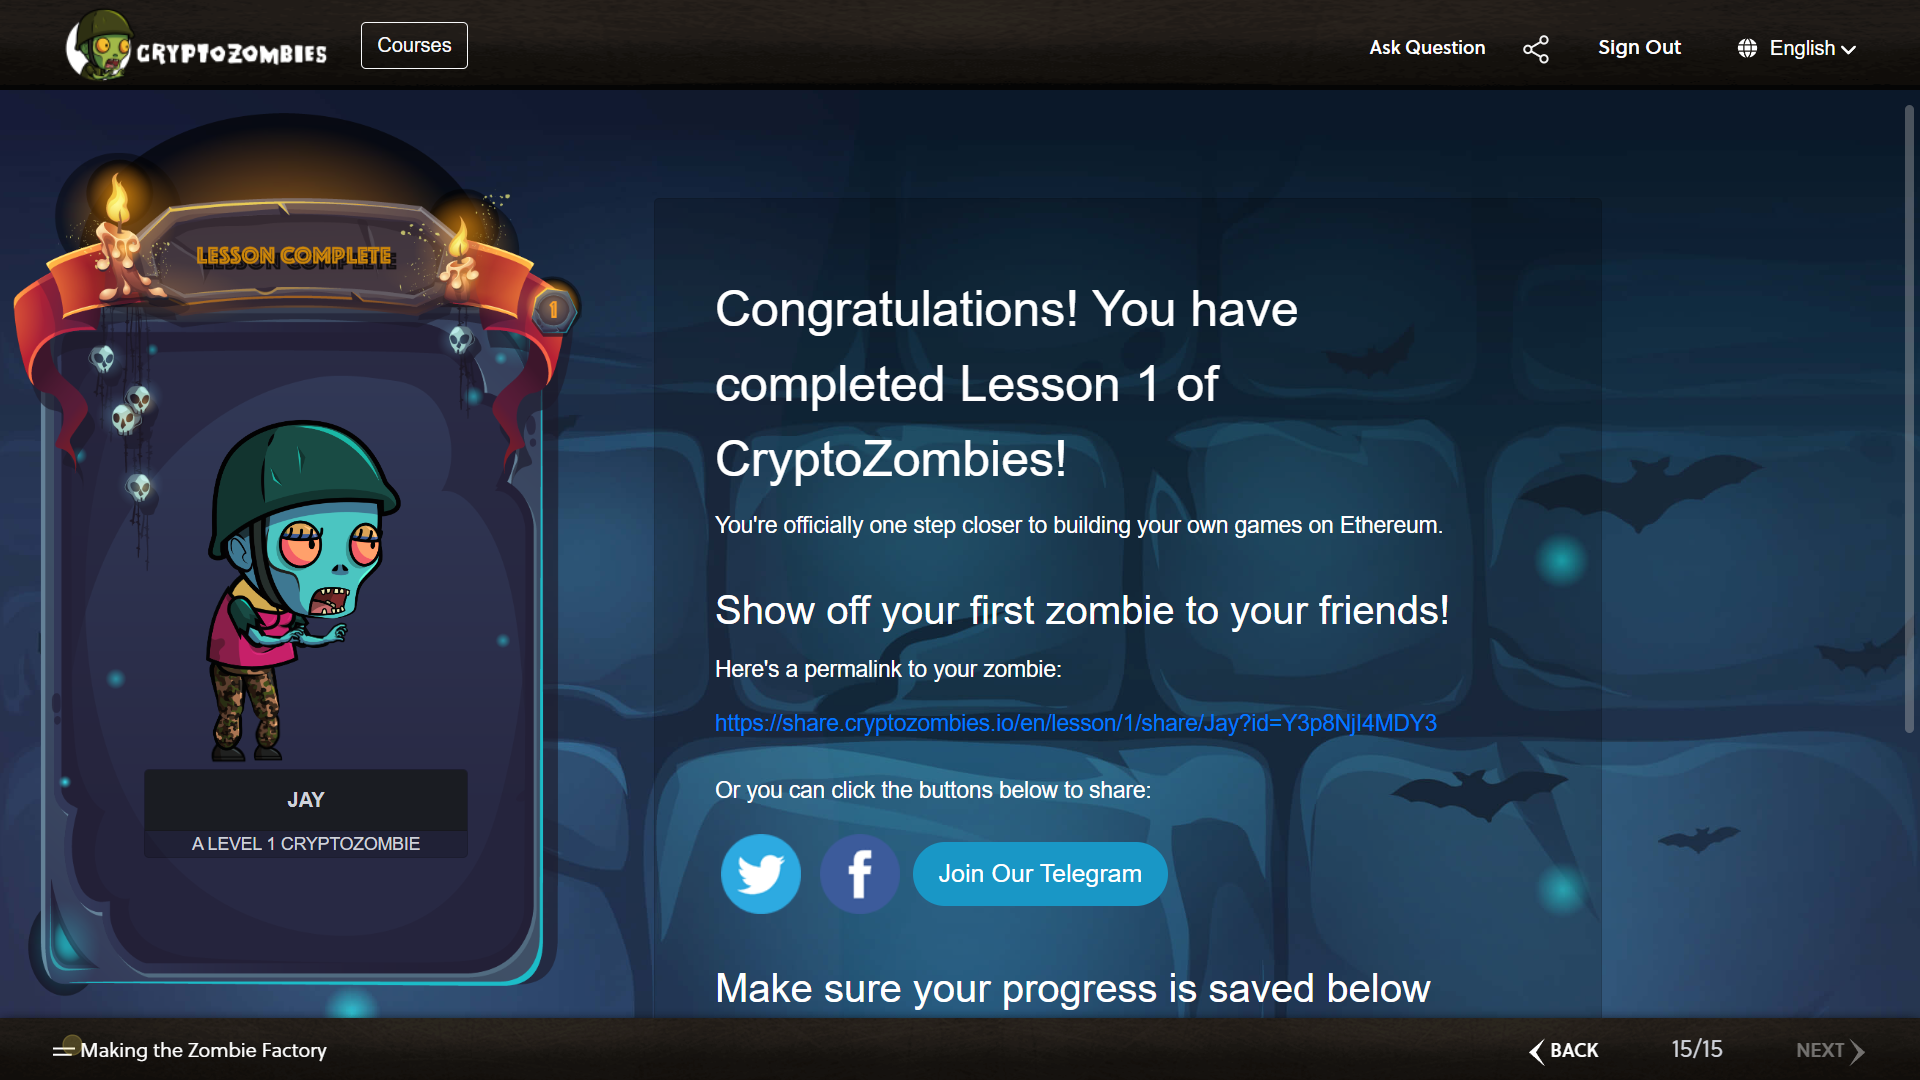 CRYPTOZOMBIES
Courses
Ask Question
Sign Out
English
LESSON COMPLETE
1
JAY
A LEVEL 1 CRYPTOZOMBIE
Congratulations! You have
completed Lesson 1 of
CryptoZombies!
You're officially one step closer to building your own games on Ethereum.
Show off your first zombie to your friends!
Here's a permalink to your zombie:
https://share.cryptozombies.io/en/lesson/1/share/Jay?id=Y3p8NjI4MDY3
Or you can click the buttons below to share:
Join Our Telegram
Make sure your progress is saved below
Making the Zombie Factory
BACK
15/15
NEXT